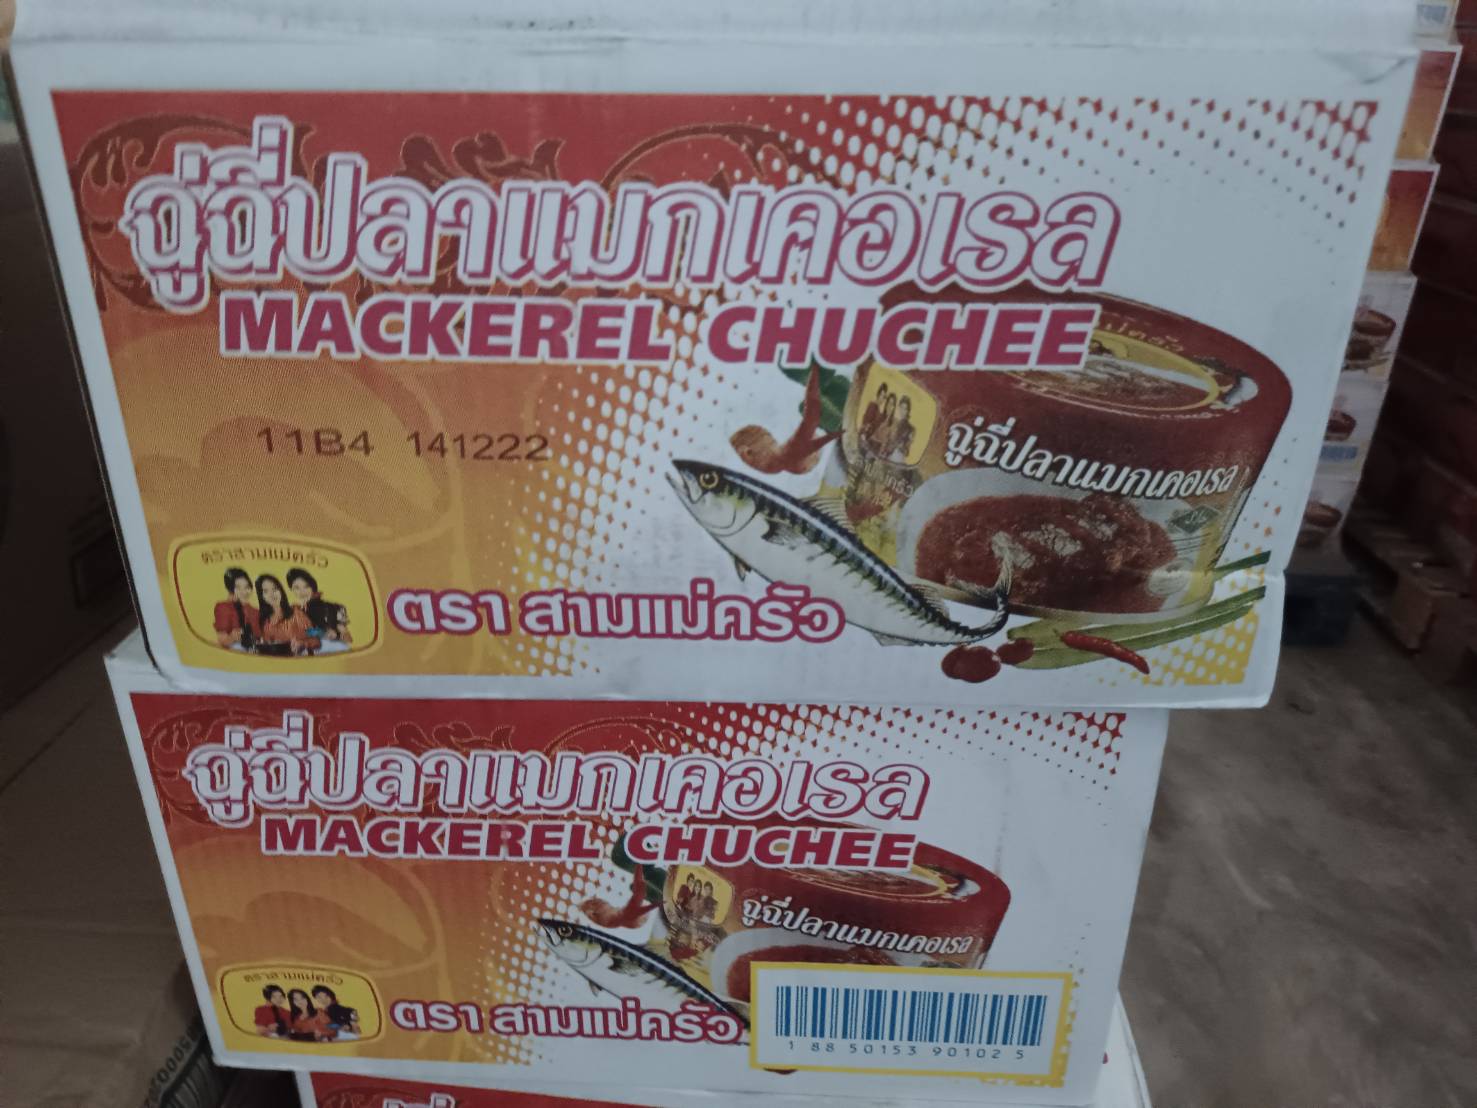 ฉู่ฉี่ปลาแมกเคอเรล
MACKEREL CHUCHEE
11B4 141222
ฉู่ฉี่ปลาแมกเคอเรล
ตราสามแม่ครัว
ตรา สามแม่ครัว
ฉู่ฉี่ปลาแมกเคอเรล
MACKEREL CHUCHEE
ฉู่ฉี่ปลาแมกเคอเรล
ตราสามแม่ครัว
ตรา สามแม่ครัว
1 88 50153 90102 5